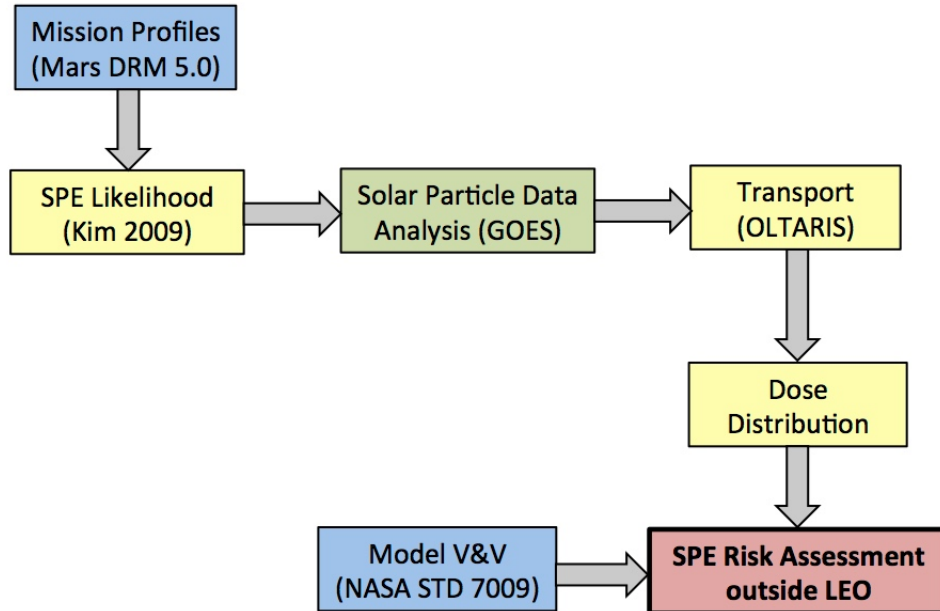 Mission Profiles
(Mars DRM 5.0)
SPE Likelihood
(Kim 2009)
Solar Particle Data
Analysis (GOES)
Transport
(OLTARIS)
Dose
Distribution
Model V&V
(NASA STD 7009)
SPE Risk Assessment
outside LEO